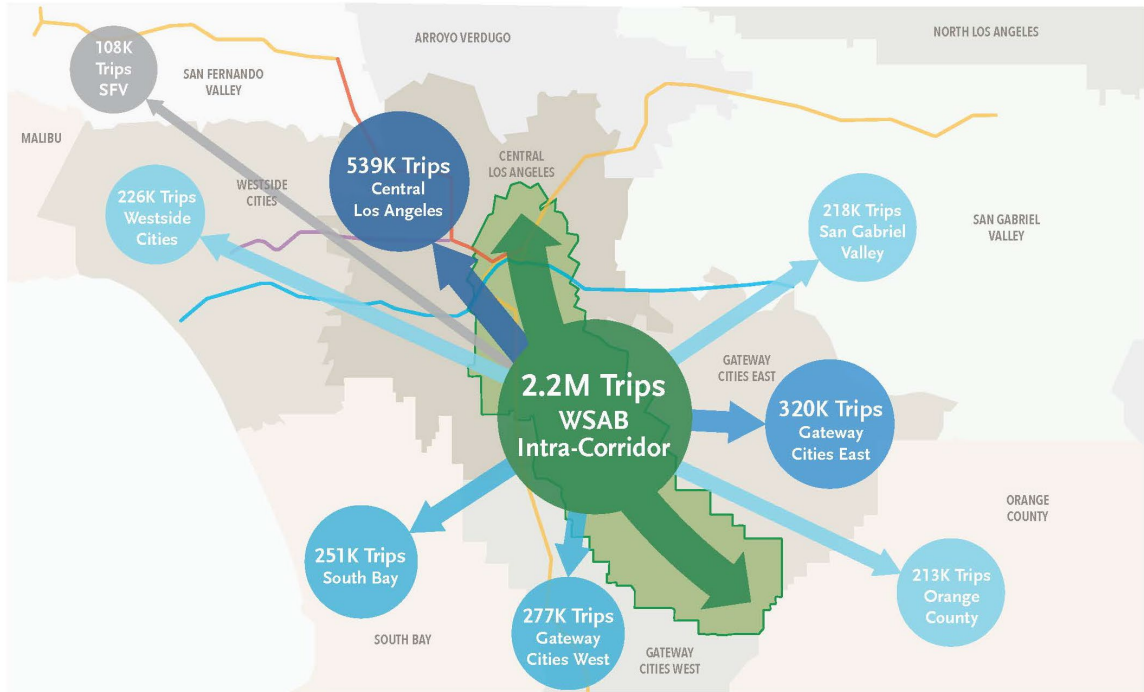 ARROYO VERDUGO
NORTH LOS ANGELES
108K
Trips
SFV
SAN FERNANDO
VALLEY
MALIBU
539K Trips
Central
Los Angeles
CENTRAL
LOS ANGELES
226K Trips
Westside
Cities
WESTSIDE
CITIES
218K Trips
San Gabriel
Valley
SAN GABRIEL
VALLEY
2.2M Trips
WSAB
Intra-Corridor
GATEWAY
CITIES EAST
320K Trips
Gateway
Cities East
ORANGE
COUNTY
251K Trips
South Bay
213K Trips
Orange
County
277K Trips
Gateway
Cities West
SOUTH BAY
GATEWAY
CITIES WEST